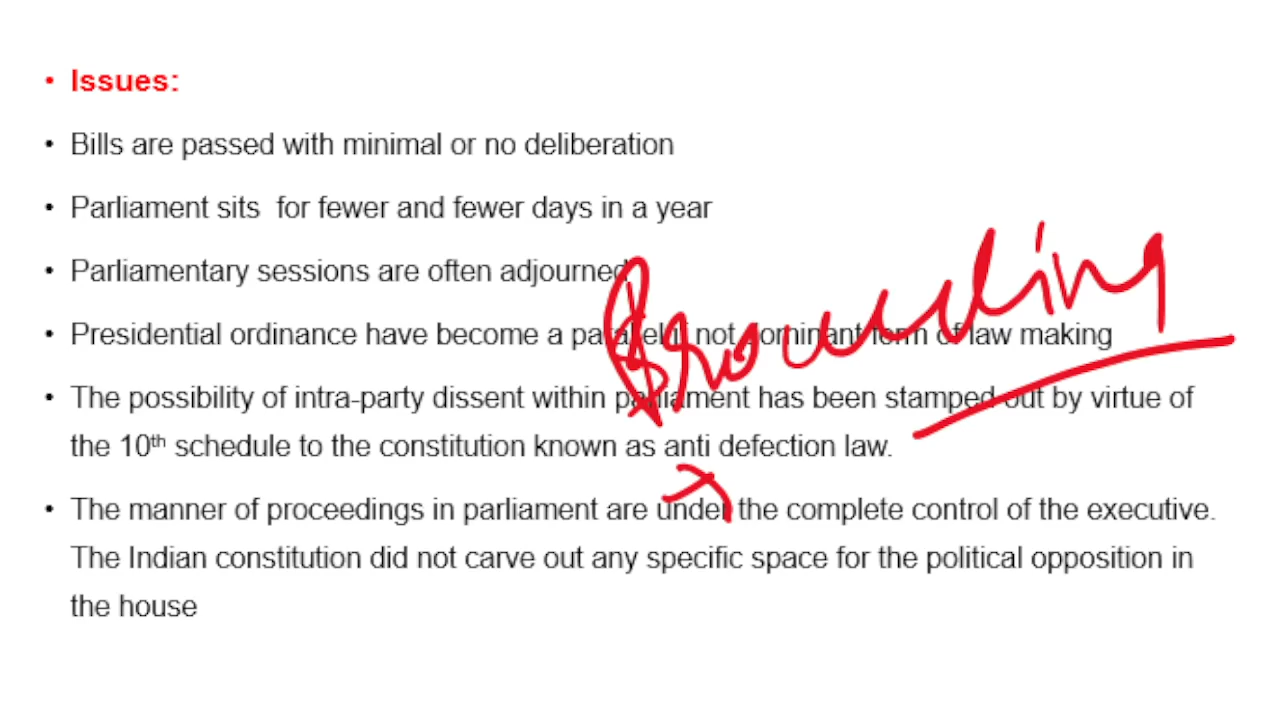 • Issues:
• Bills are passed with minimal or no deliberation
• Parliament sits  for fewer and fewer days in a year
• Parliamentary sessions are often adjourned
• Presidential ordinance have become a parallel if not dominant form of law making
• The possibility of intra-party dissent within parliament has been stamped out by virtue of
the 10th schedule to the constitution known as anti defection law.
• The manner of proceedings in parliament are under the complete control of the executive.
The Indian constitution did not carve out any specific space for the political opposition in
the house